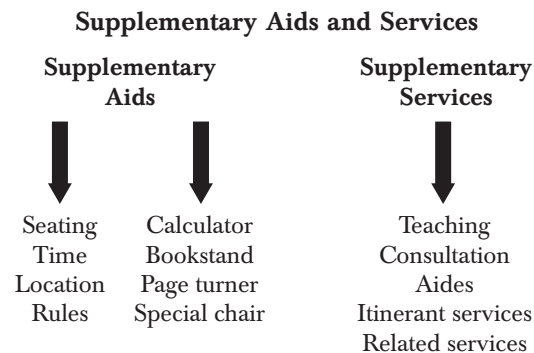 Supplementary Aids and Services
Supplementary
Aids
Supplementary
Services
Seating
Time
Location
Rules
Calculator
Bookstand
Page turner
Special chair
Teaching
Consultation
Aides
Itinerant services
Related services